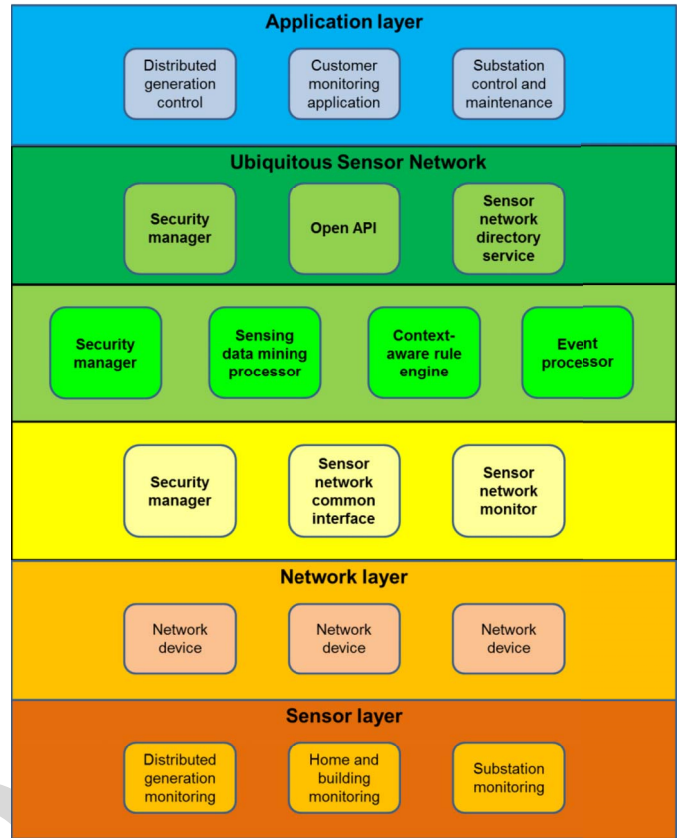 Application layer
Distributed
generation
control
Customer
monitoring
application
Substation
control and
maintenance
Ubiquitous Sensor Network
Security
manager
Open API
Sensor
network
directory
service
Security
manager
Sensing
data mining
processor
Context-
aware rule
engine
Event
processor
Security
manager
Sensor
network
common
interface
Sensor
network
monitor
Network layer
Network
device
Network
device
Network
device
Sensor layer
Distributed
generation
monitoring
Home and
building
monitoring
Substation
monitoring